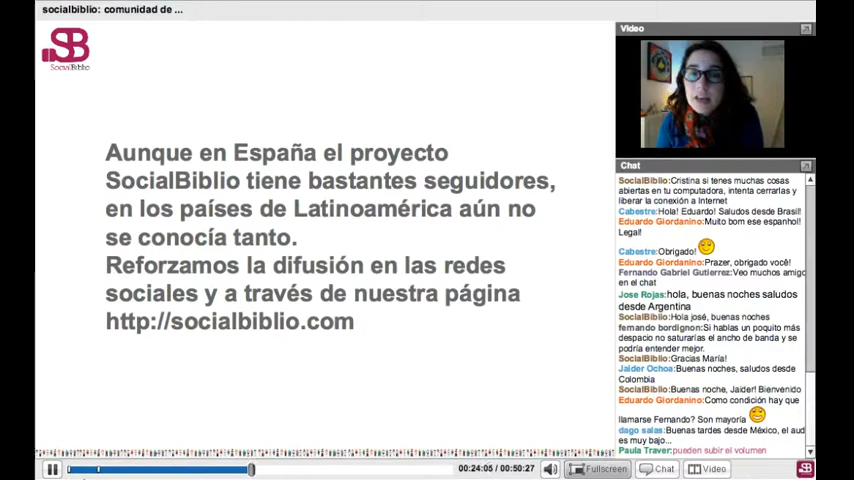 socialbiblio: comunidad de ...
SB
SocialBiblio
Aunque en España el proyecto
SocialBiblio tiene bastantes seguidores,
en los países de Latinoamérica aún no
se conocía tanto.
Reforzamos la difusión en las redes
sociales y a través de nuestra página
http://socialbiblio.com
Video
Chat
SocialBiblio:Cristina si tenes muchas cosas
abiertas en tu computadora, intenta cerrarlas y
liberar la conexión a Internet
Cabestre:Hola! Eduardo! Saludos desde Brasil!
Eduardo Giordanino:Muito bom ese espanhol!
Legal!
Cabestre:Obrigado!
Eduardo Giordanino:Prazer, obrigado você!
Fernando Gabriel Gutierrez:Veo muchos amigo
en el chat
Jose Rojas:hola, buenas noches saludos
desde Argentina
SocialBiblio:Hola josé, buenas noches
fernando bordignon:Si hablas un poquito más
despacio no saturarías el ancho de banda y se
podría entender mejor.
SocialBiblio:Gracias María!
Jaider Ochoa:Buenas noches, saludos desde
Colombia
SocialBiblio:Buenas noche, Jaider! Bienvenido
Eduardo Giordanino:Como condición hay que
llamarse Fernando? Son mayoría
dago salas:Buenas tardes desde México, el aud
es muy bajo...
Paula Traver:pueden subir el volumen
00:24:05 / 00:50:27
Fullscreen
Chat
Video
SB